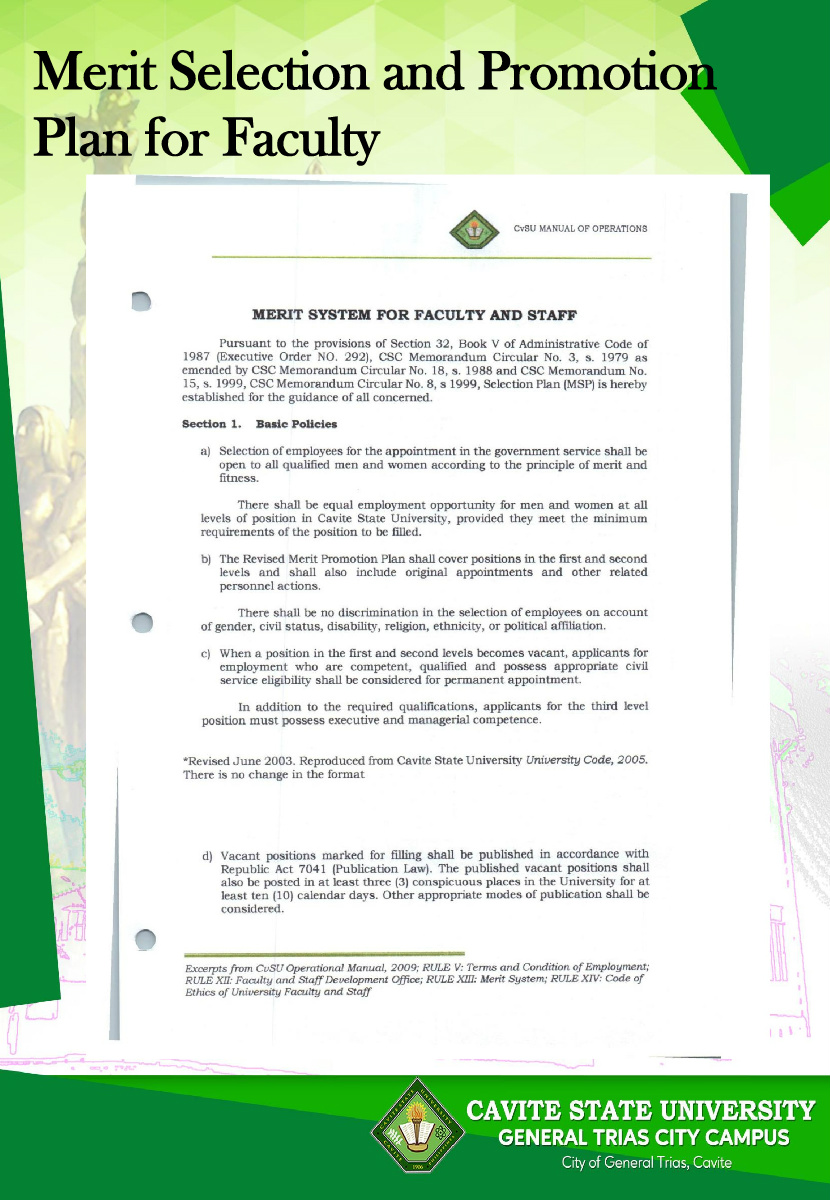 Merit Selection and Promotion
Plan for Faculty
CvSU MANUAL OF OPERATIONS
MERIT SYSTEM FOR FACULTY AND STAFF
Pursuant to the provisions of Section 32, Book V of Administrative Code of
1987 (Executive Order NO. 292), CSC Memorandum Circular No. 3, s. 1979 as
emended by CSC Memorandum Circular No. 18, s. 1988 and CSC Memorandum No.
15, s. 1999, CSC Memorandum Circular No. 8, s 1999, Selection Plan (MSP) is hereby
established for the guidance of all concerned.
Section 1. Basic Policies
a) Selection of employees for the appointment in the government service shall be
open to all qualified men and women according to the principle of merit and
fitness.
There shall be equal employment opportunity for men and women at all
levels of position in Cavite State University, provided they meet the minimum
requirements of the position to be filled.
b) The Revised Merit Promotion Plan shall cover positions in the first and second
levels and shall also include original appointments and other related
personnel actions.
There shall be no discrimination in the selection of employees on account
of gender, civil status, disability, religion, ethnicity, or political affiliation.
c) When a position in the first and second levels becomes vacant, applicants for
employment who are competent, qualified and possess appropriate civil
service eligibility shall be considered for permanent appointment.
In addition to the required qualifications, applicants for the third level
position must possess executive and managerial competence.
*Revised June 2003. Reproduced from Cavite State University University Code, 2005.
There is no change in the format
d) Vacant positions marked for filling shall be published in accordance with
Republic Act 7041 (Publication Law). The published vacant positions shall
also be posted in at least three (3) conspicuous places in the University for at
least ten (10) calendar days. Other appropriate modes of publication shall be
considered.
Excerpts from CvSU Operational Manual, 2009; RULE V: Terms and Condition of Employment;
RULE XII: Faculty and Staff Development Office; RULE XIII: Merit System; RULE XIV: Code of
Ethics of University Faculty and Staff
CAVITE STATE UNIVERSITY
GENERAL TRIAS CITY CAMPUS
City of General Trias, Cavite
1906